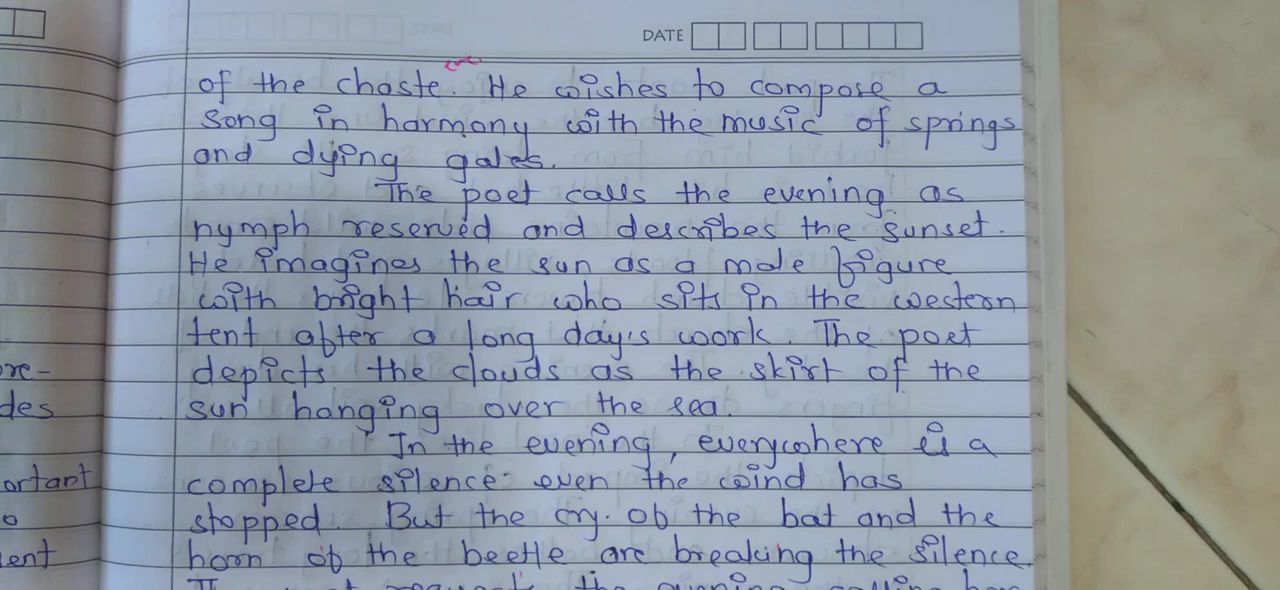 DATE
of the chaste. He wishes to compose a
song in harmony with the music of springs
and dying gales.
The poet calls the evening as
nymph reserved and describes the sunset.
He imagines the sun as a male figure
with bright hair who sits in the western
tent after a long day's work. The poet
depicts the clouds as the skirt of the
sun hanging over the sea.
In the evening, everywhere is a
complete silence even the wind has
stopped But the cry. of the bat and the
horn of the beetle are breaking the silence.
the evening calling her
re-
des
ortant
o
ent